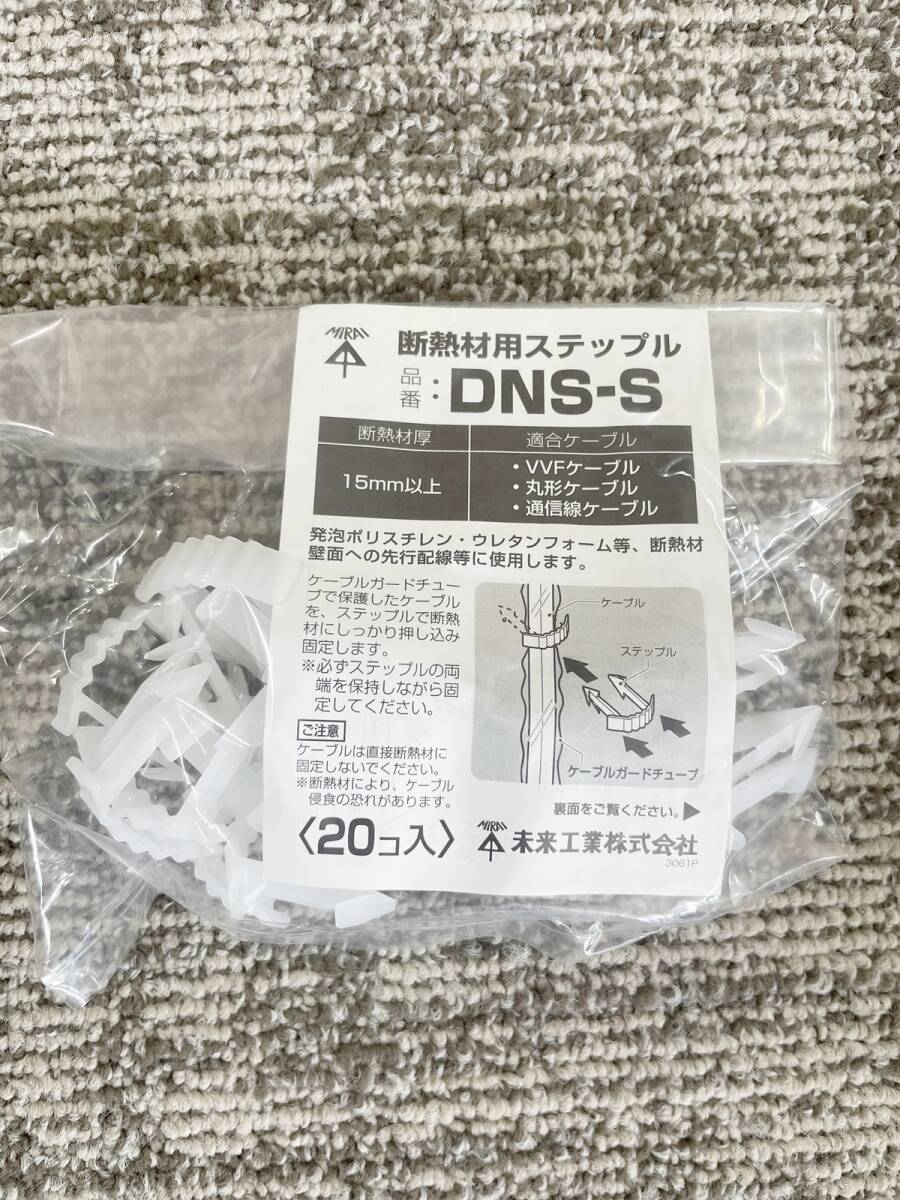 MIRAI
断熱材用ステップル
品番：DNS-S
断熱材厚 適合ケーブル
15mm以上
・VVFケーブル
・丸形ケーブル
・通信線ケーブル
発泡ポリスチレン・ウレタンフォーム等、断熱材
壁面への先行配線等に使用します。
ケーブルガードチュー
ブで保護したケーブル
を、ステップルで断熱
材にしっかり押し込み
固定します。
※必ずステップルの両
端を保持しながら固
定してください。
ご注意
ケーブルは直接断熱材に
固定しないでください。
※断熱材により、ケーブル
侵食の恐れがあります。
ケーブル
ステップル
ケーブルガードチューブ
裏面をご覧ください。▶
〈20コ入〉
MIRAI 未来工業株式会社
3061P